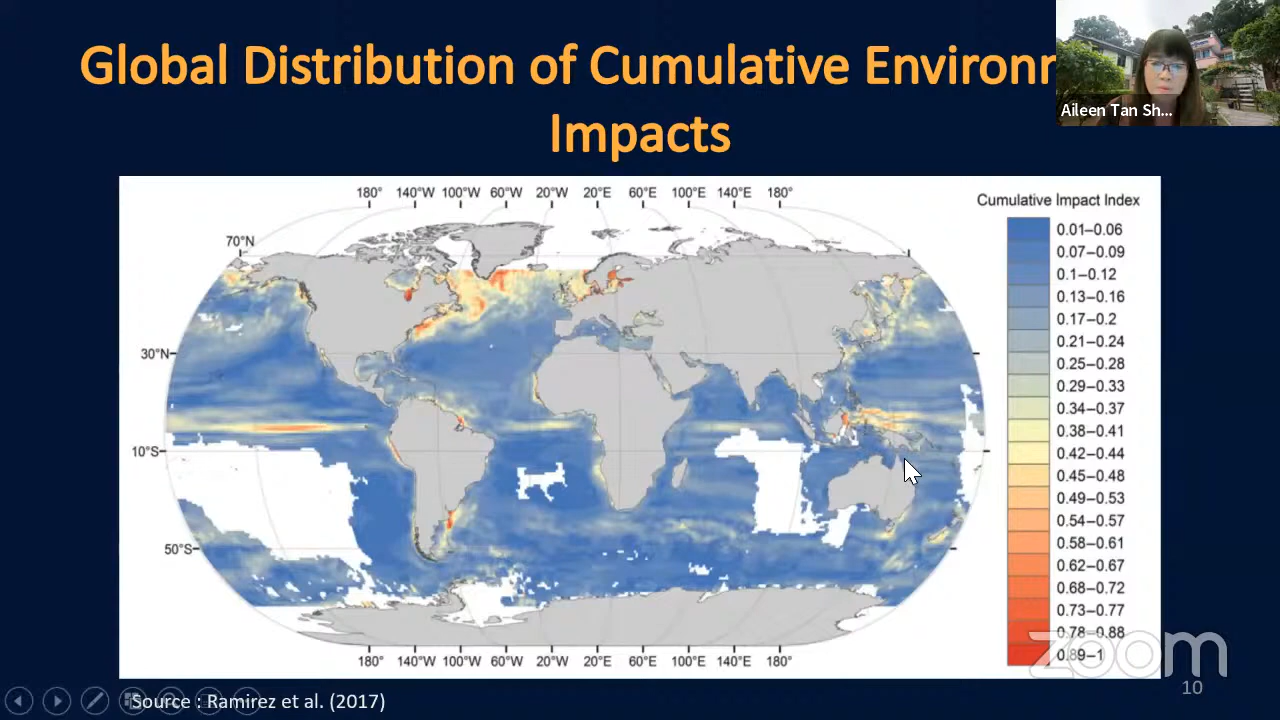 Global Distribution of Cumulative Environ
Impacts
Aileen Tan Sh...
180° 140°W 100°W 60°W 20°W 20°E 60°E 100°E 140°E 180°
70°N
30°N
10°S
50°S
180° 140°W 100°W 60°W 20°W 20°E 60°E 100°E 140°E 180°
Cumulative Impact Index
0.01–0.06
0.07–0.09
0.1–0.12
0.13–0.16
0.17–0.2
0.21–0.24
0.25–0.28
0.29–0.33
0.34–0.37
0.38–0.41
0.42–0.44
0.45–0.48
0.49–0.53
0.54–0.57
0.58–0.61
0.62–0.67
0.68–0.72
0.73–0.77
0.78–0.88
0.89–1
zoom
10
Source : Ramirez et al. (2017)